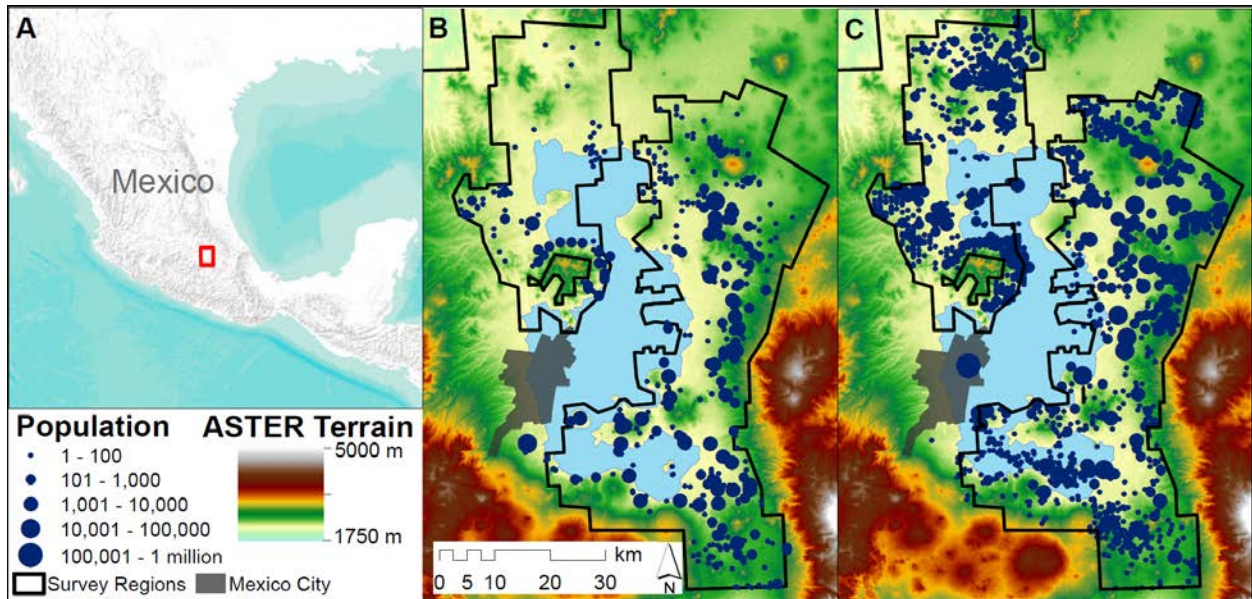 A
Mexico
Population
1 - 100
101 - 1,000
1,001 - 10,000
10,001 - 100,000
100,001 - 1 million
Survey Regions
Mexico City
ASTER Terrain
5000 m
1750 m
B
km
0 5 10 20 30
N
C